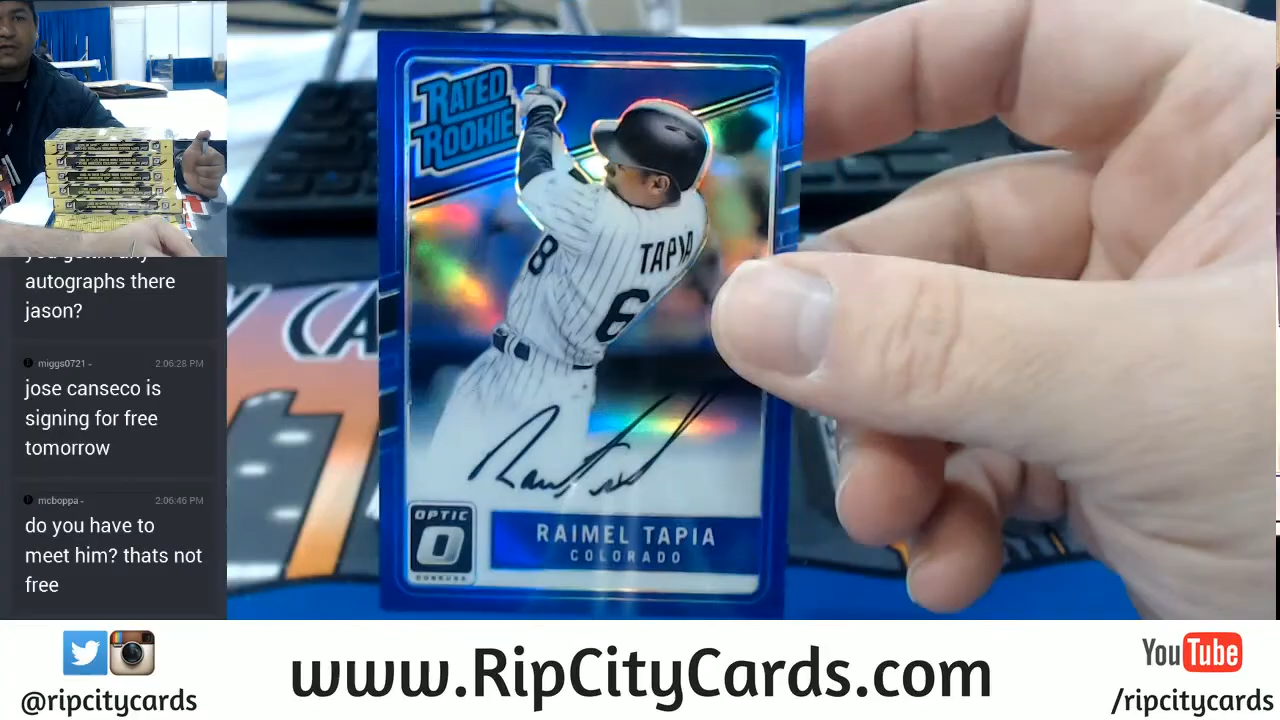 you gettin any
autographs there
jason?
miggs0721 -
2:06:28 PM
jose canseco is
signing for free
tomorrow
mcboppa -
2:06:46 PM
do you have to
meet him? thats not
free
RATED
ROOKIE
8
TAPIA
6
OPTIC
O
DONRUSS
RAIMEL TAPIA
COLORADO
@ripcitycards
www.RipCityCards.com
YouTube
/ripcitycards